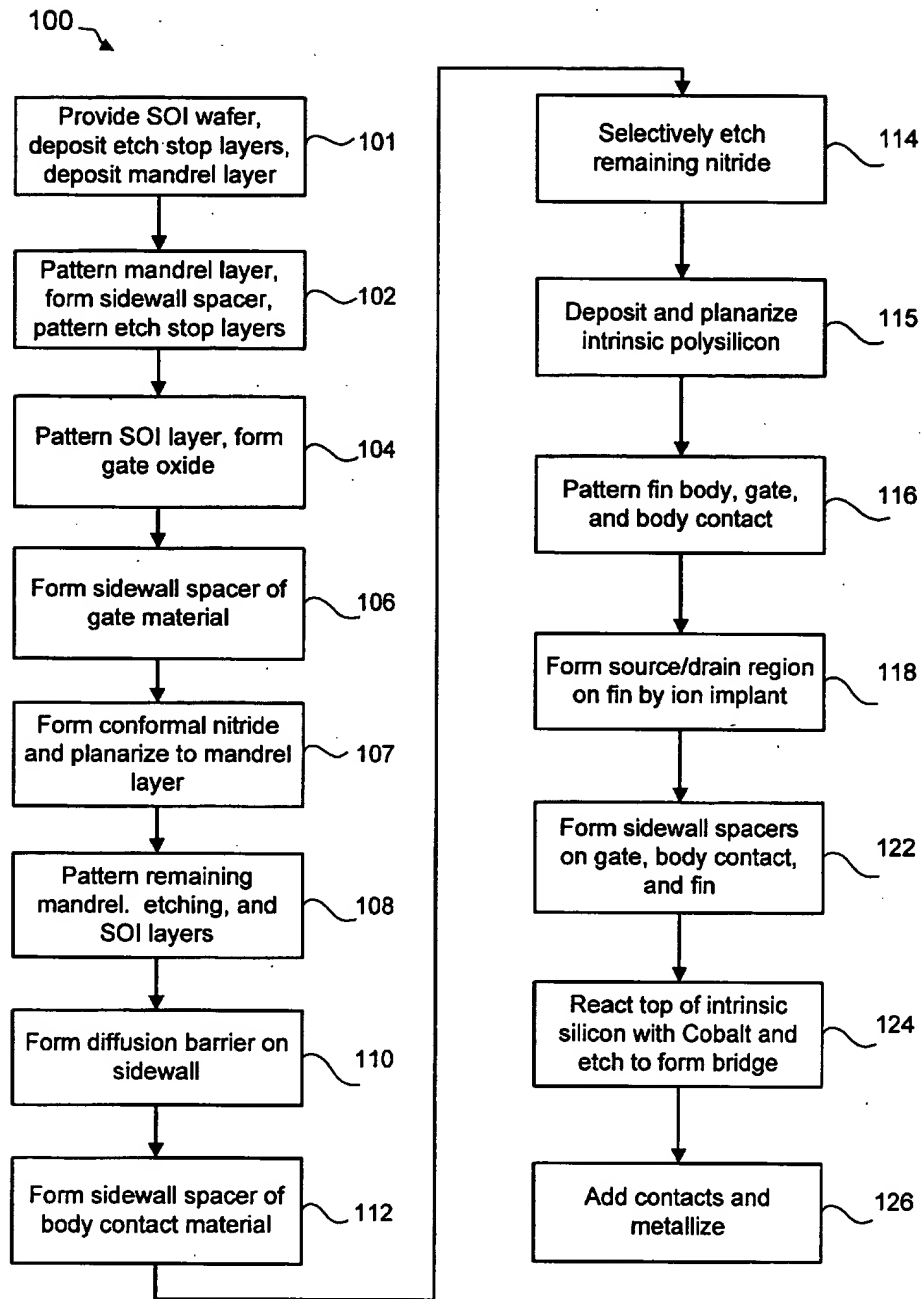 100
Provide SOI wafer,
deposit etch stop layers,
deposit mandrel layer
101
Pattern mandrel layer,
form sidewall spacer,
pattern etch stop layers
102
Pattern SOI layer, form
gate oxide
104
Form sidewall spacer of
gate material
106
Form conformal nitride
and planarize to mandrel
layer
107
Pattern remaining
mandrel. etching, and
SOI layers
108
Form diffusion barrier on
sidewall
110
Form sidewall spacer of
body contact material
112
Selectively etch
remaining nitride
114
Deposit and planarize
intrinsic polysilicon
115
Pattern fin body, gate,
and body contact
116
Form source/drain region
on fin by ion implant
118
Form sidewall spacers
on gate, body contact,
and fin
122
React top of intrinsic
silicon with Cobalt and
etch to form bridge
124
Add contacts and
metallize
126